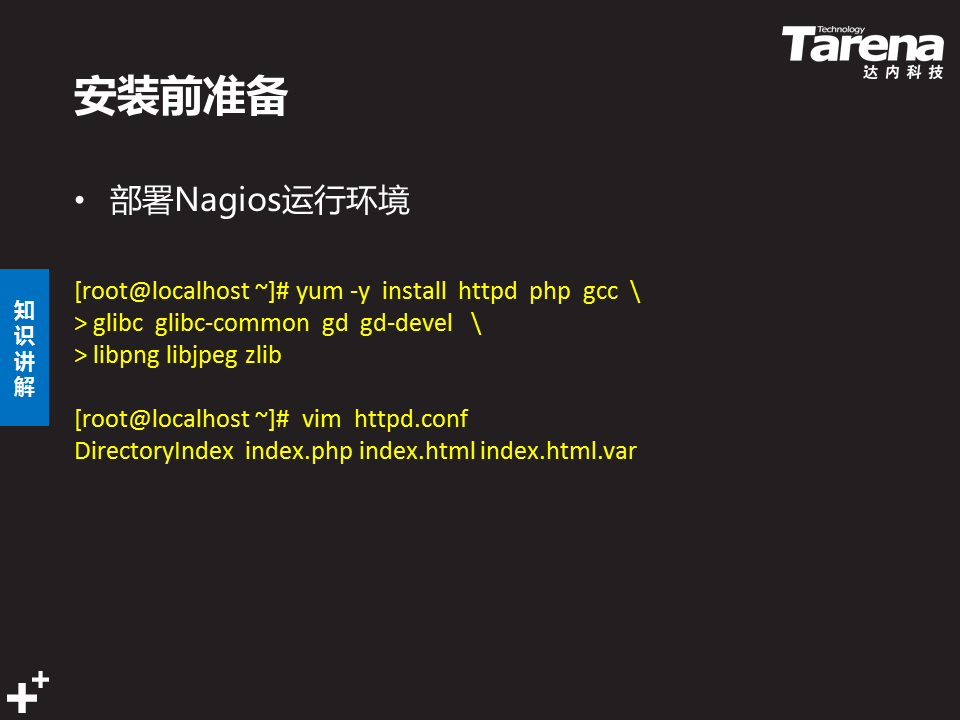 Technology
Tarena
达内科技
安装前准备
• 部署Nagios运行环境
[root@localhost ~]# yum -y install httpd php gcc \
> glibc glibc-common gd gd-devel \
> libpng libjpeg zlib
[root@localhost ~]# vim httpd.conf
DirectoryIndex index.php index.html index.html.var
知识讲解